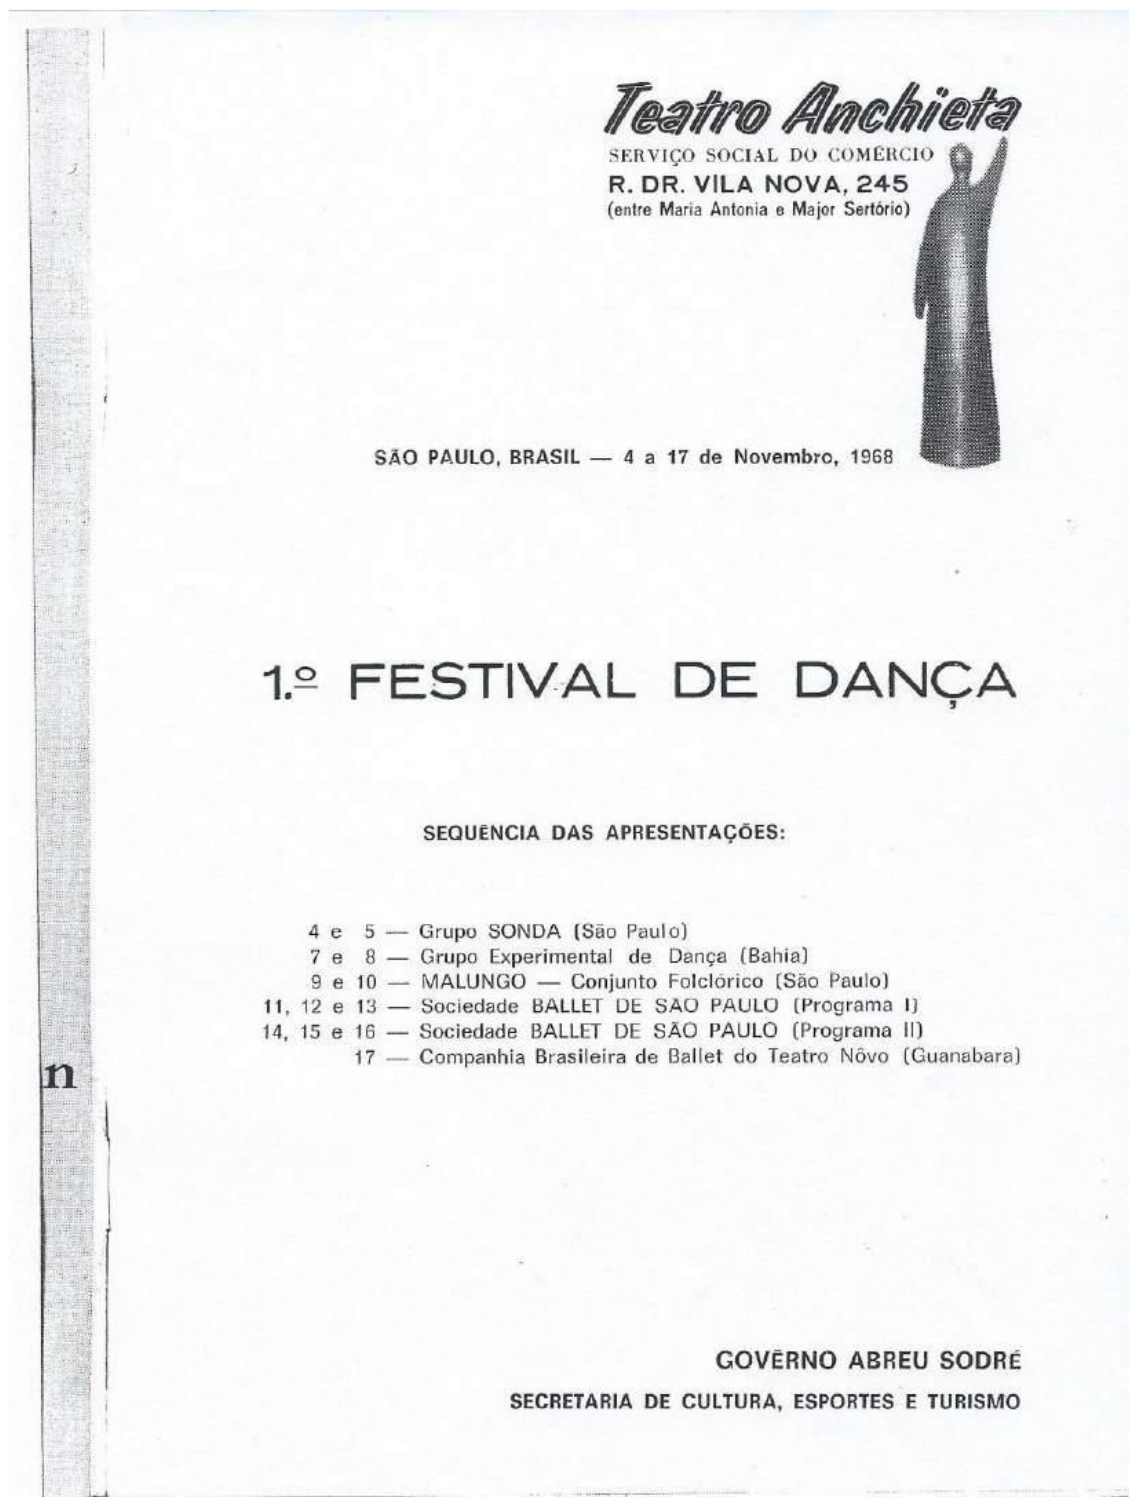 Teatro Anchieta
SERVIÇO SOCIAL DO COMÉRCIO
R. DR. VILA NOVA, 245
(entre Maria Antonia e Major Sertório)
SÃO PAULO, BRASIL — 4 a 17 de Novembro, 1968
1.º FESTIVAL DE DANÇA
SEQUÊNCIA DAS APRESENTAÇÕES:
4 e 5 — Grupo SONDA (São Paulo)
7 e 8 — Grupo Experimental de Dança (Bahia)
9 e 10 — MALUNGO — Conjunto Folclórico (São Paulo)
11, 12 e 13 — Sociedade BALLET DE SÃO PAULO (Programa I)
14, 15 e 16 — Sociedade BALLET DE SÃO PAULO (Programa II)
17 — Companhia Brasileira de Ballet do Teatro Nôvo (Guanabara)
n
GOVÊRNO ABREU SODRÉ
SECRETARIA DE CULTURA, ESPORTES E TURISMO